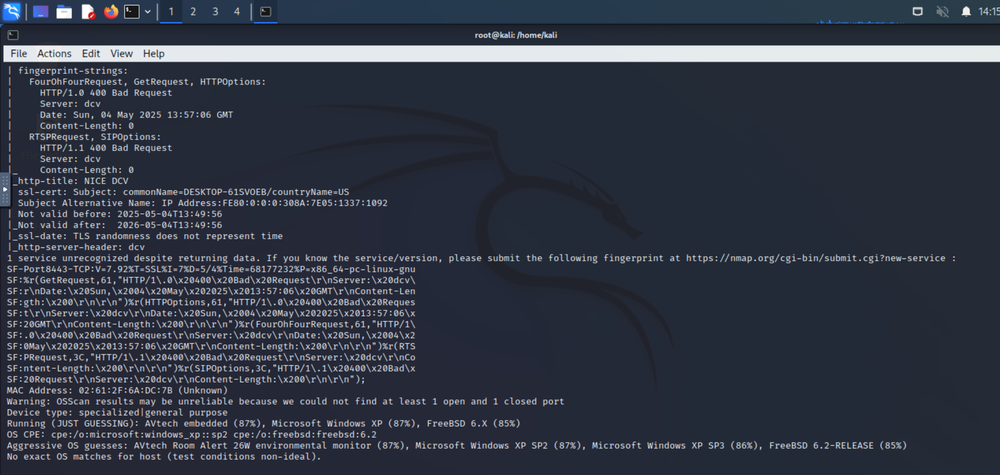 1 2 3 4 14:15
root@kali: /home/kali
File Actions Edit View Help
| fingerprint-strings:
|   FourOhFourRequest, GetRequest, HTTPOptions:
|     HTTP/1.0 400 Bad Request
|     Server: dcv
|     Date: Sun, 04 May 2025 13:57:06 GMT
|     Content-Length: 0
|   RTSPRequest, SIPOptions:
|     HTTP/1.1 400 Bad Request
|     Server: dcv
|_    Content-Length: 0
_http-title: NICE DCV
ssl-cert: Subject: commonName=DESKTOP-61SVOEB/countryName=US
Subject Alternative Name: IP Address:FE80:0:0:0:308A:7E05:1337:1092
| Not valid before: 2025-05-04T13:49:56
|_Not valid after:  2026-05-04T13:49:56
|_ssl-date: TLS randomness does not represent time
|_http-server-header: dcv
1 service unrecognized despite returning data. If you know the service/version, please submit the following fingerprint at https://nmap.org/cgi-bin/submit.cgi?new-service :
SF-Port8443-TCP:V=7.92%T=SSL%I=7%D=5/4%Time=68177232%P=x86_64-pc-linux-gnu
SF:%r(GetRequest,61,"HTTP/1\.0\x20400\x20Bad\x20Request\r\nServer:\x20dcv\
SF:r\nDate:\x20Sun,\x2004\x20May\x202025\x2013:57:06\x20GMT\r\nContent-Len
SF:gth:\x200\r\n\r\n")%r(HTTPOptions,61,"HTTP/1\.0\x20400\x20Bad\x20Reques
SF:t\r\nServer:\x20dcv\r\nDate:\x20Sun,\x2004\x20May\x202025\x2013:57:06\x
SF:20GMT\r\nContent-Length:\x200\r\n\r\n")%r(FourOhFourRequest,61,"HTTP/1\
SF:.0\x20400\x20Bad\x20Request\r\nServer:\x20dcv\r\nDate:\x20Sun,\x2004\x2
SF:0May\x202025\x2013:57:06\x20GMT\r\nContent-Length:\x200\r\n\r\n")%r(RTS
SF:PRequest,3C,"HTTP/1\.1\x20400\x20Bad\x20Request\r\nServer:\x20dcv\r\nCo
SF:ntent-Length:\x200\r\n\r\n")%r(SIPOptions,3C,"HTTP/1\.1\x20400\x20Bad\x
SF:20Request\r\nServer:\x20dcv\r\nContent-Length:\x200\r\n\r\n");
MAC Address: 02:61:2F:6A:DC:7B (Unknown)
Warning: OSScan results may be unreliable because we could not find at least 1 open and 1 closed port
Device type: specialized|general purpose
Running (JUST GUESSING): AVtech embedded (87%), Microsoft Windows XP (87%), FreeBSD 6.X (85%)
OS CPE: cpe:/o:microsoft:windows_xp::sp2 cpe:/o:freebsd:freebsd:6.2
Aggressive OS guesses: AVtech Room Alert 26W environmental monitor (87%), Microsoft Windows XP SP2 (87%), Microsoft Windows XP SP3 (86%), FreeBSD 6.2-RELEASE (85%)
No exact OS matches for host (test conditions non-ideal).